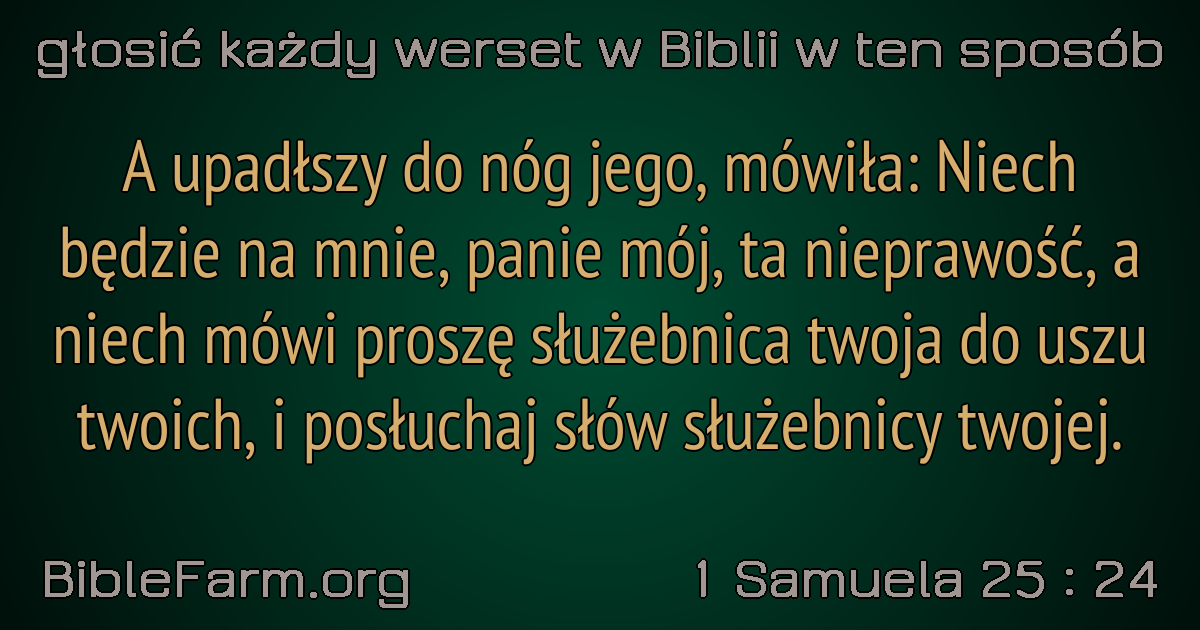 głosić każdy werset w Biblii w ten sposób
A upadłszy do nóg jego, mówiła: Niech
będzie na mnie, panie mój, ta nieprawość, a
niech mówi proszę służebnica twoja do uszu
twoich, i posłuchaj słów służebnicy twojej.
BibleFarm.org
1 Samuela 25 : 24